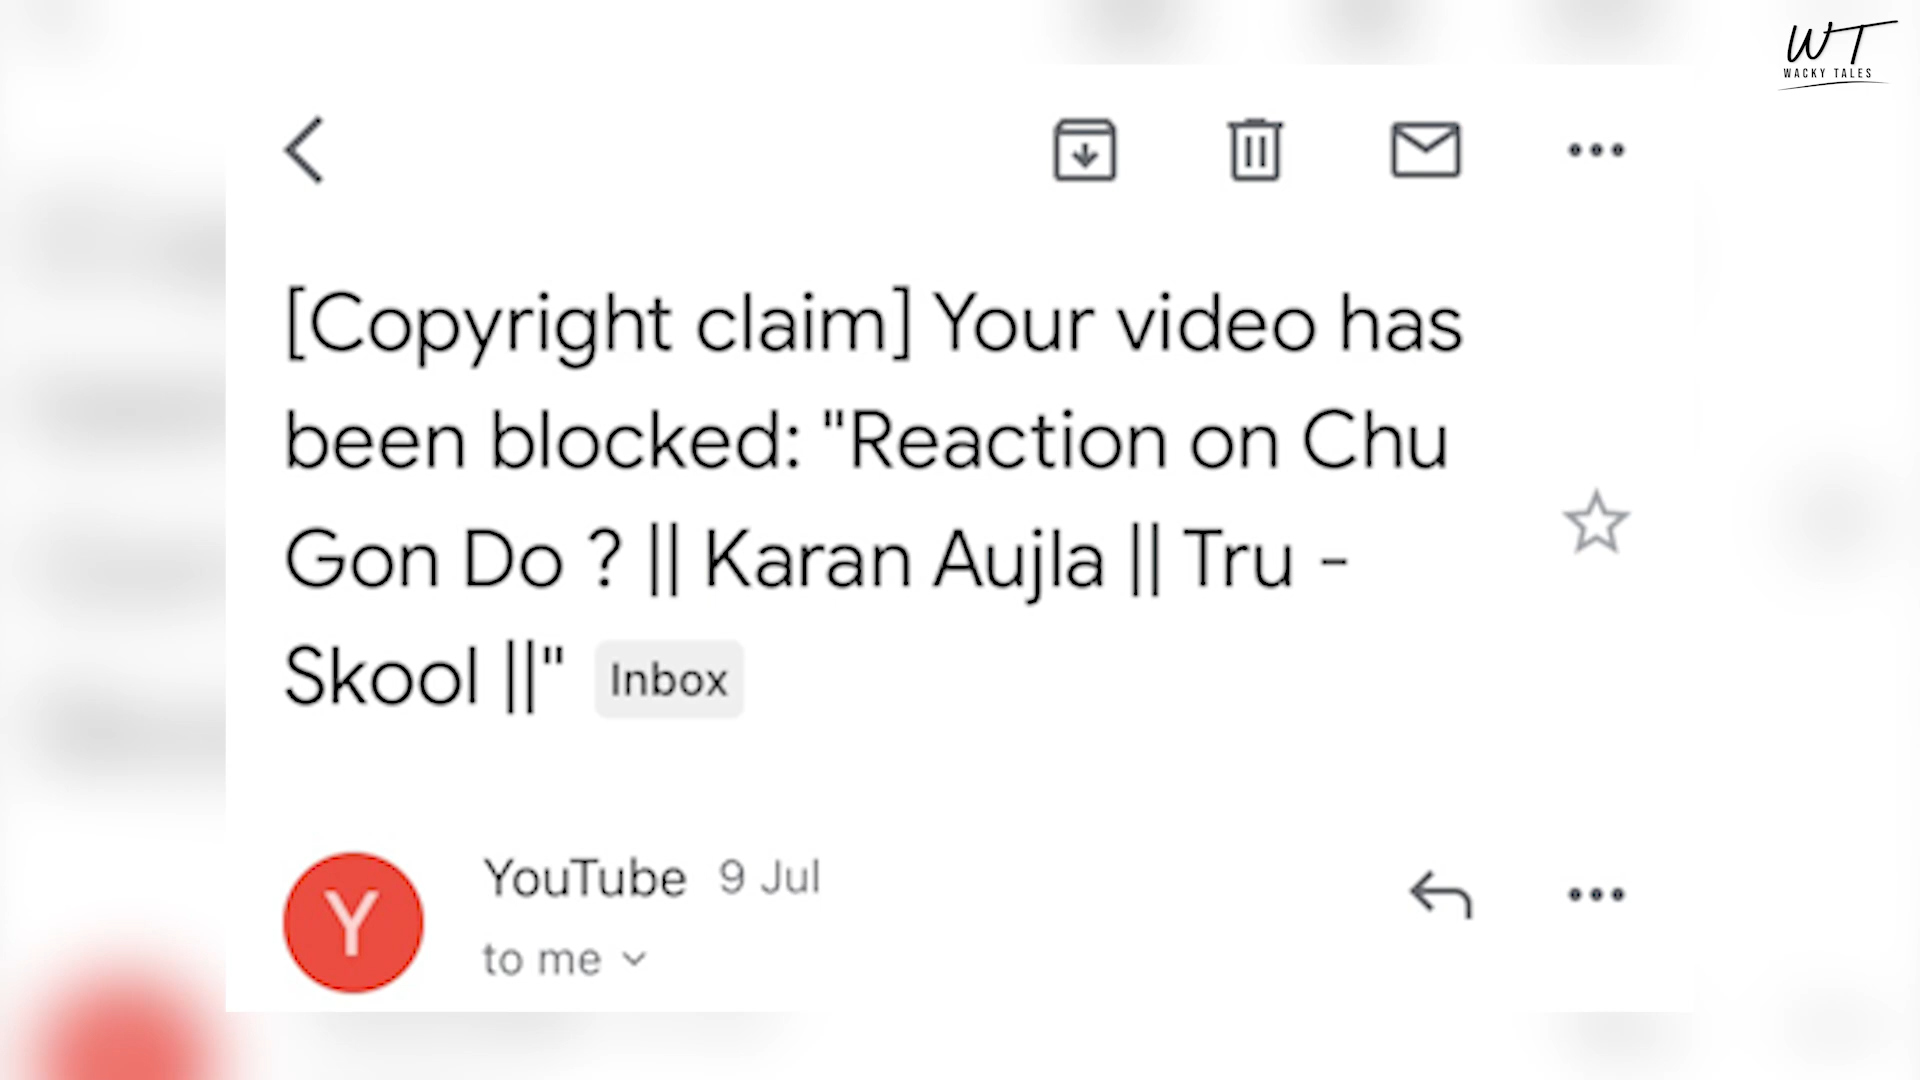 WT
WACKY TALES
[Copyright claim] Your video has
been blocked: "Reaction on Chu
Gon Do ? || Karan Aujla || Tru -
Skool ||" Inbox
Y
YouTube 9 Jul
to me